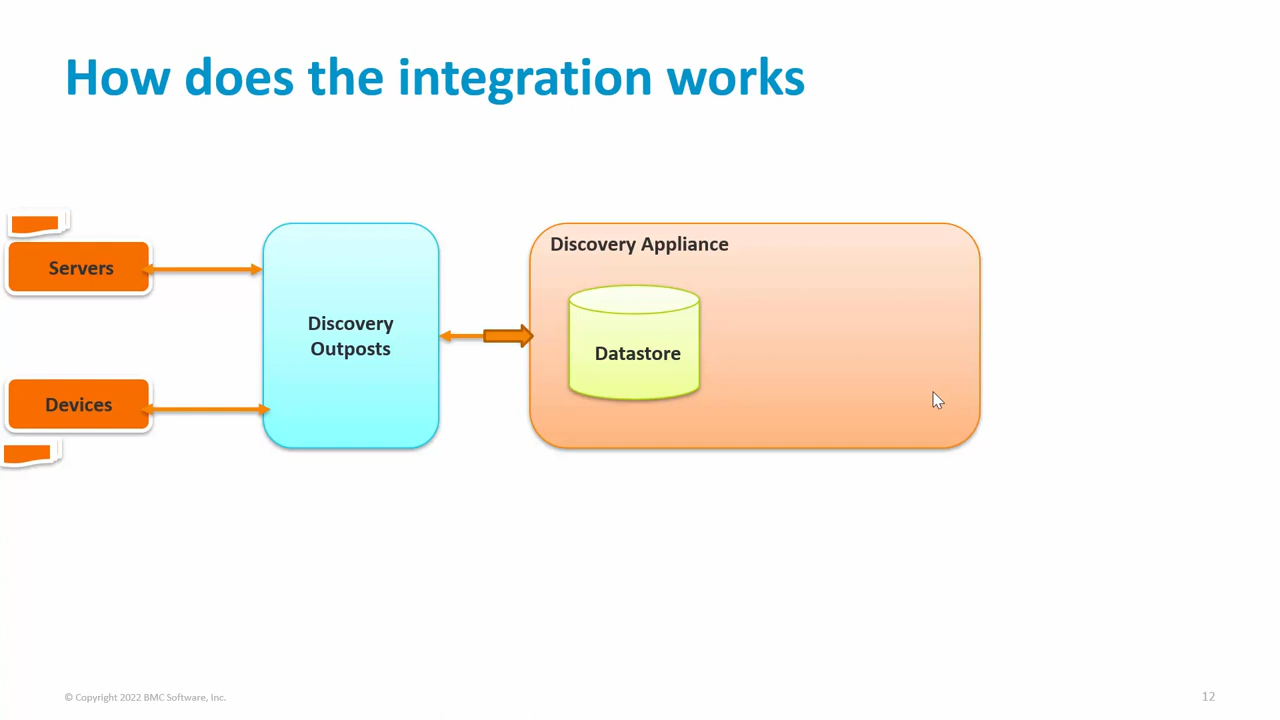 How does the integration works
Servers
Devices
Discovery
Outposts
Discovery Appliance
Datastore
© Copyright 2022 BMC Software, Inc.
12